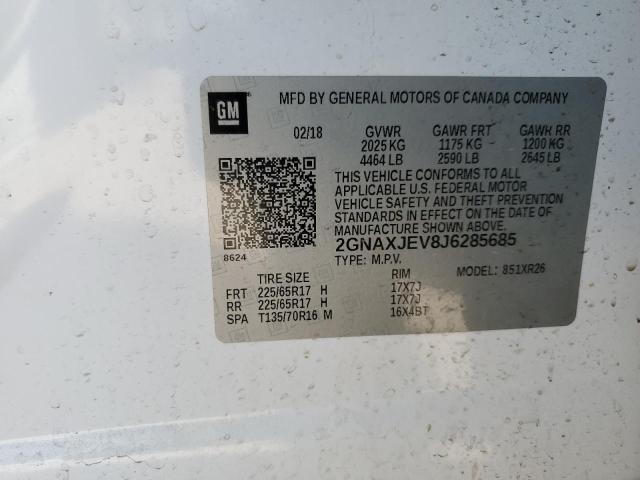 GM
MFD BY GENERAL MOTORS OF CANADA COMPANY
02/18 GVWR GAWR FRT GAWR RR
2025 KG 1175 KG 1200 KG
4464 LB 2590 LB 2645 LB
THIS VEHICLE CONFORMS TO ALL
APPLICABLE U.S. FEDERAL MOTOR
VEHICLE SAFETY AND THEFT PREVENTION
STANDARDS IN EFFECT ON THE DATE OF
MANUFACTURE SHOWN ABOVE.
2GNAXJEV8J6285685
8624
TYPE: M.P.V. MODEL: 851XR26
TIRE SIZE RIM
FRT 225/65R17 H 17X7J
RR 225/65R17 H 17X7J
SPA T135/70R16 M 16X4BT